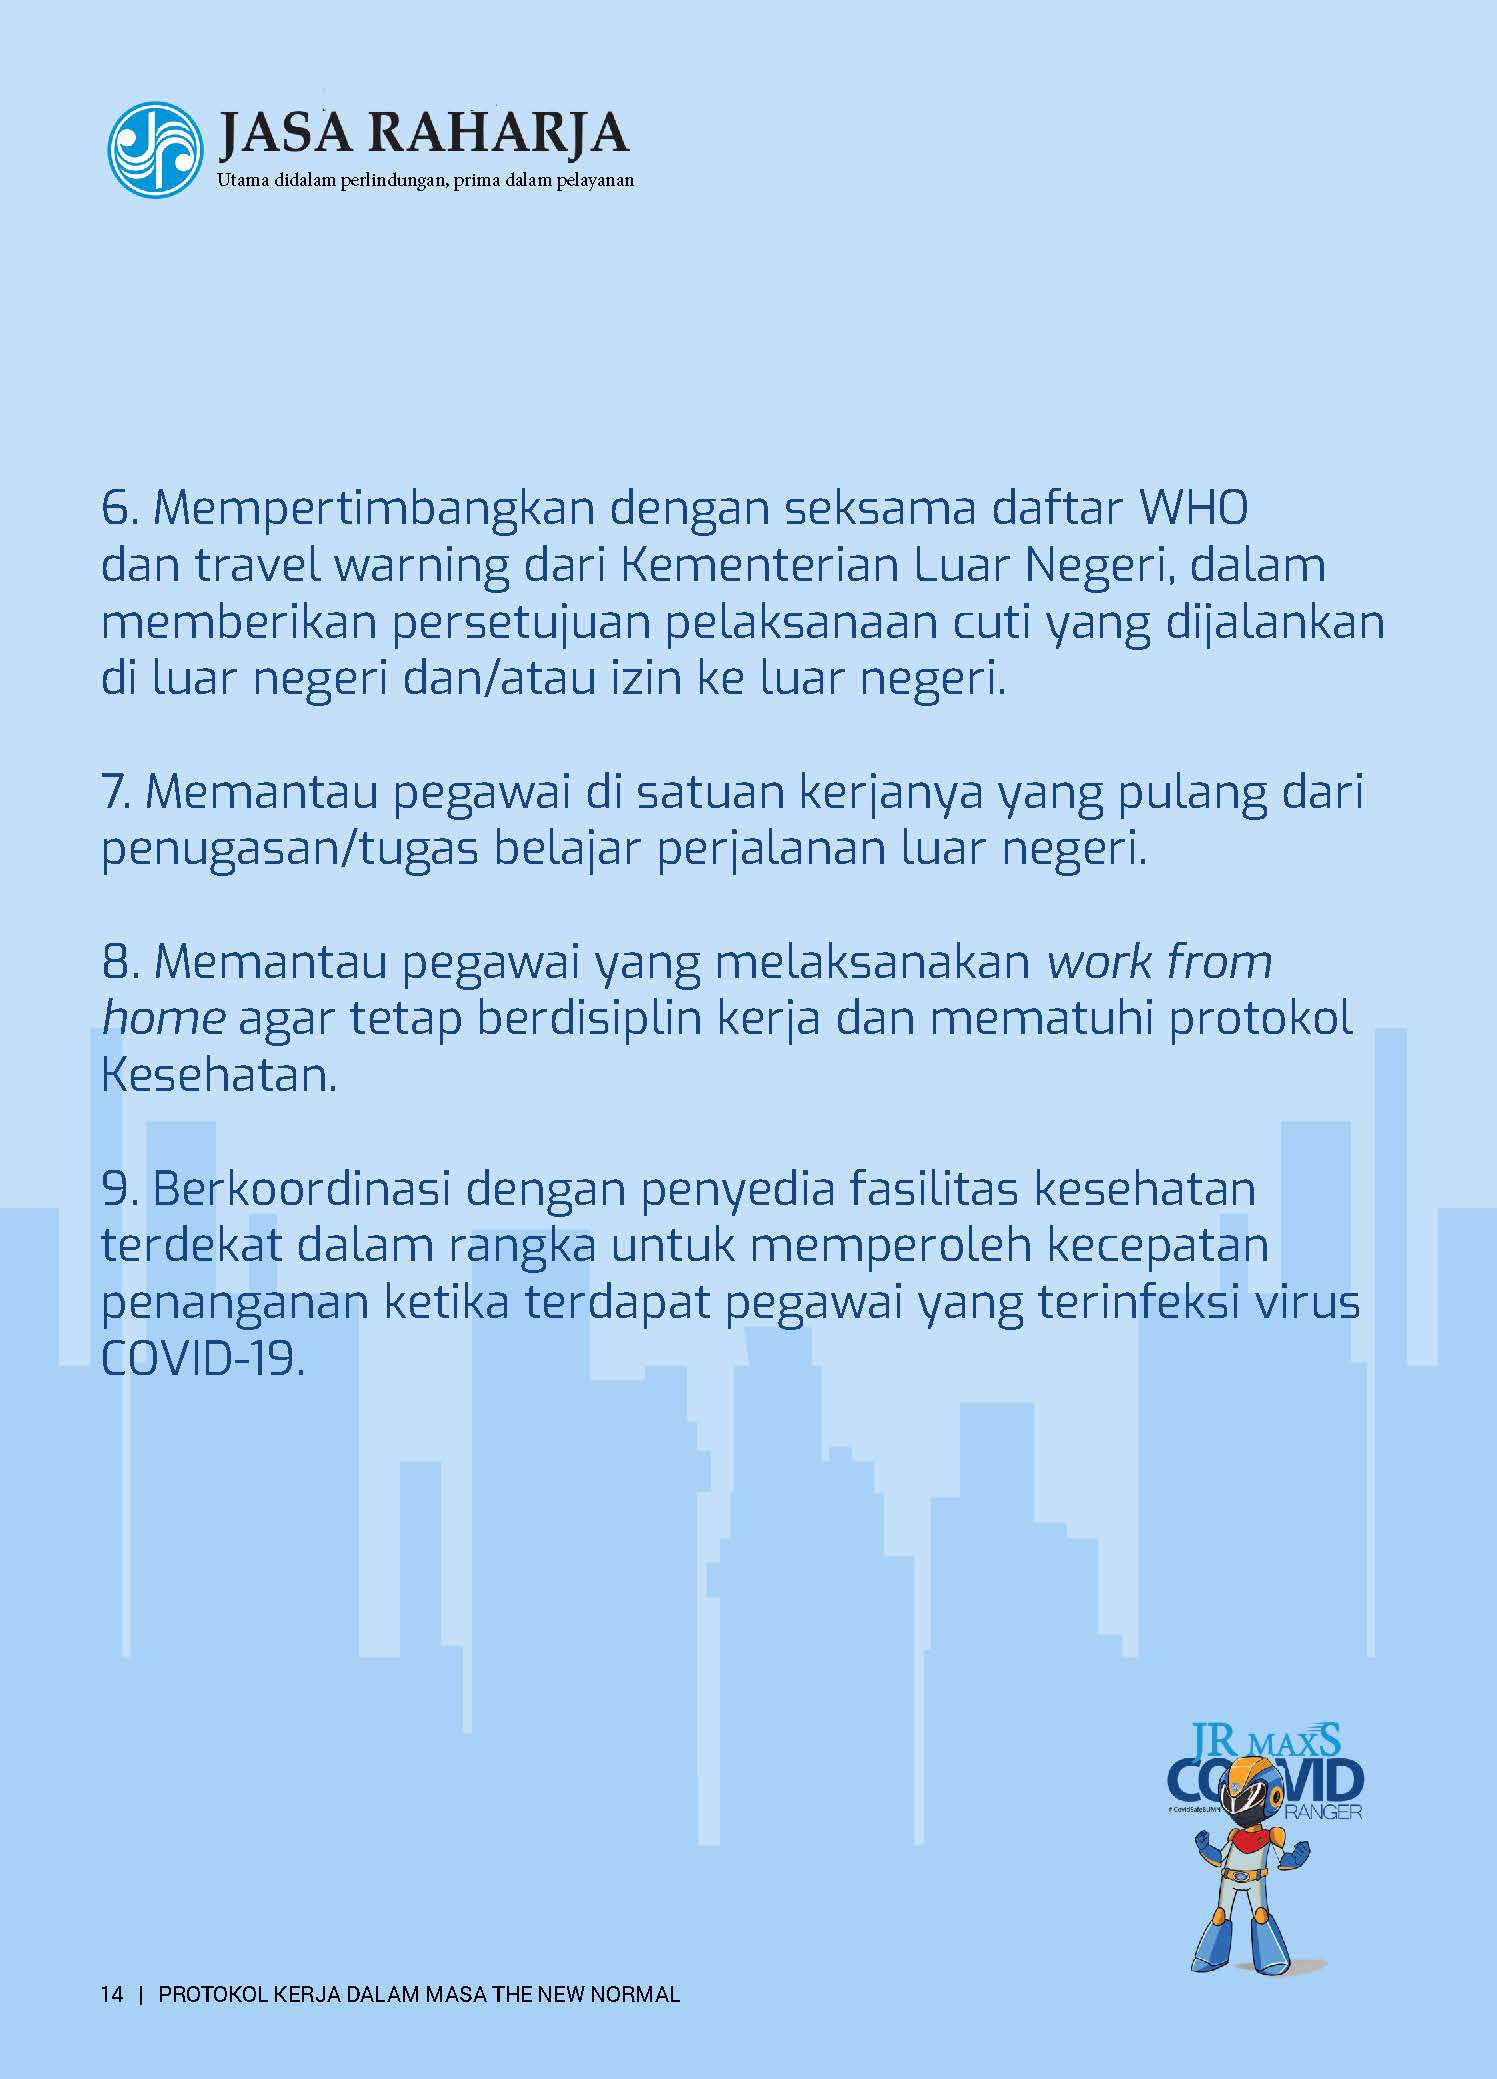 JASA RAHARJA
Utama didalam perlindungan, prima dalam pelayanan
6. Mempertimbangkan dengan seksama daftar WHO
dan travel warning dari Kementerian Luar Negeri, dalam
memberikan persetujuan pelaksanaan cuti yang dijalankan
di luar negeri dan/atau izin ke luar negeri.
7. Memantau pegawai di satuan kerjanya yang pulang dari
penugasan/tugas belajar perjalanan luar negeri.
8. Memantau pegawai yang melaksanakan work from
home agar tetap berdisiplin kerja dan mematuhi protokol
Kesehatan.
9. Berkoordinasi dengan penyedia fasilitas kesehatan
terdekat dalam rangka untuk memperoleh kecepatan
penanganan ketika terdapat pegawai yang terinfeksi virus
COVID-19.
JR MAXS
COVID
#CovidSafeBUMN
RANGER
14 | PROTOKOL KERJA DALAM MASA THE NEW NORMAL